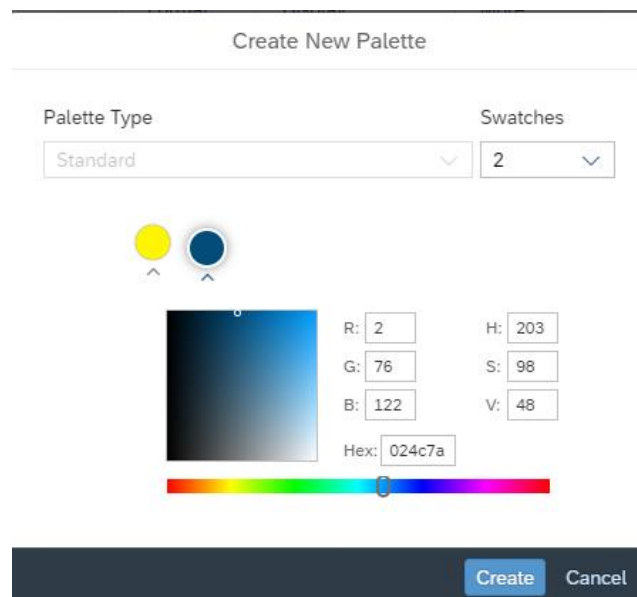 Create New Palette
Palette Type Swatches
Standard 2
R: 2 H: 203
G: 76 S: 98
B: 122 V: 48
Hex: 024c7a
Create Cancel